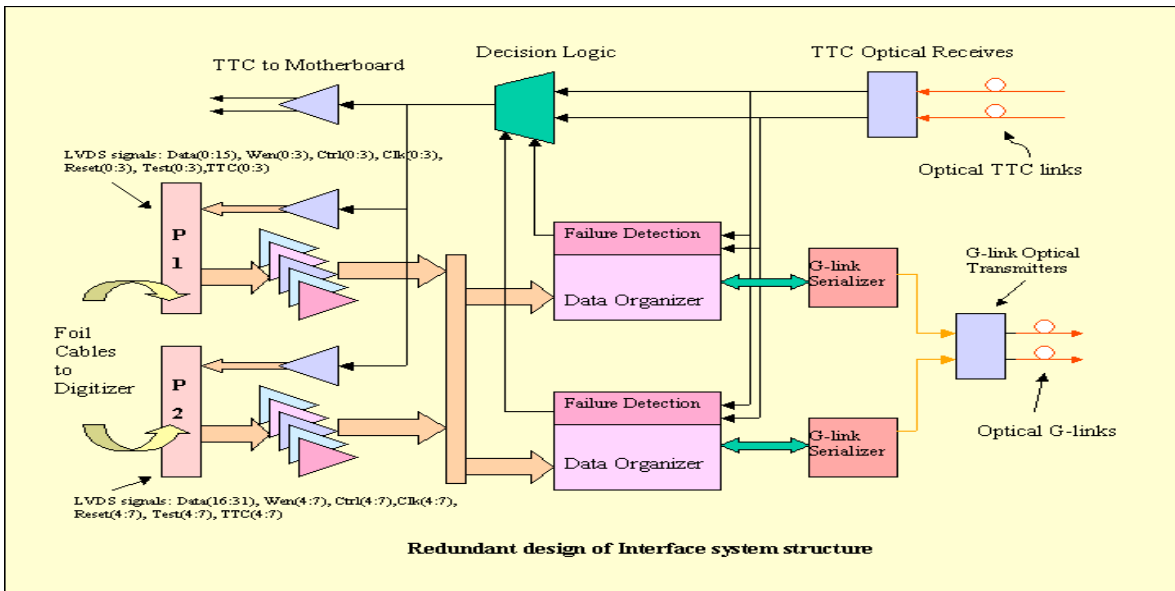 Decision Logic
TTC Optical Receives
TTC to Motherboard
LVDS signals: Data(0:15), Wen(0:3), Ctrl(0:3), Clk(0:3),
Reset(0:3), Test(0:3),TTC(0:3)
Optical TTC links
P
1
Failure Detection
Data Organizer
G-link
Serializer
G-link Optical
Transmitters
Foil
Cables
to
Digitizer
P
2
Failure Detection
Data Organizer
G-link
Serializer
Optical G-links
LVDS signals: Data(16:31), Wen(4:7), Ctrl(4:7),Clk(4:7),
Reset(4:7), Test(4:7), TTC(4:7)
Redundant design of Interface system structure